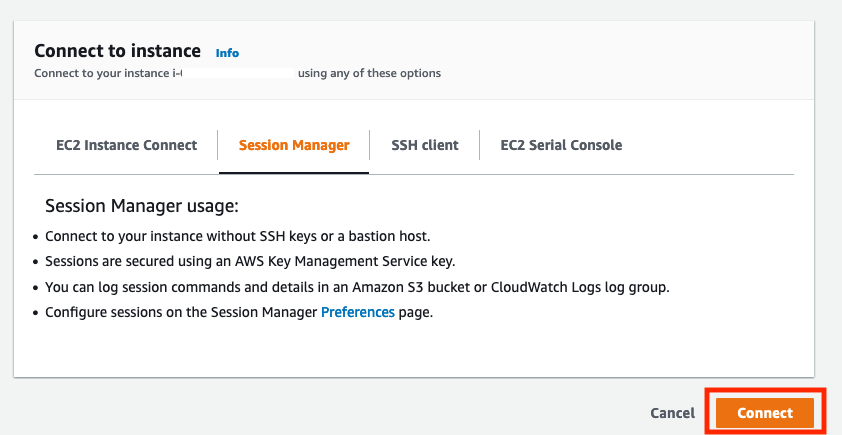 Connect to instance Info
Connect to your instance i- using any of these options
EC2 Instance Connect
Session Manager
SSH client
EC2 Serial Console
Session Manager usage:
• Connect to your instance without SSH keys or a bastion host.
• Sessions are secured using an AWS Key Management Service key.
• You can log session commands and details in an Amazon S3 bucket or CloudWatch Logs log group.
• Configure sessions on the Session Manager Preferences page.
Cancel
Connect